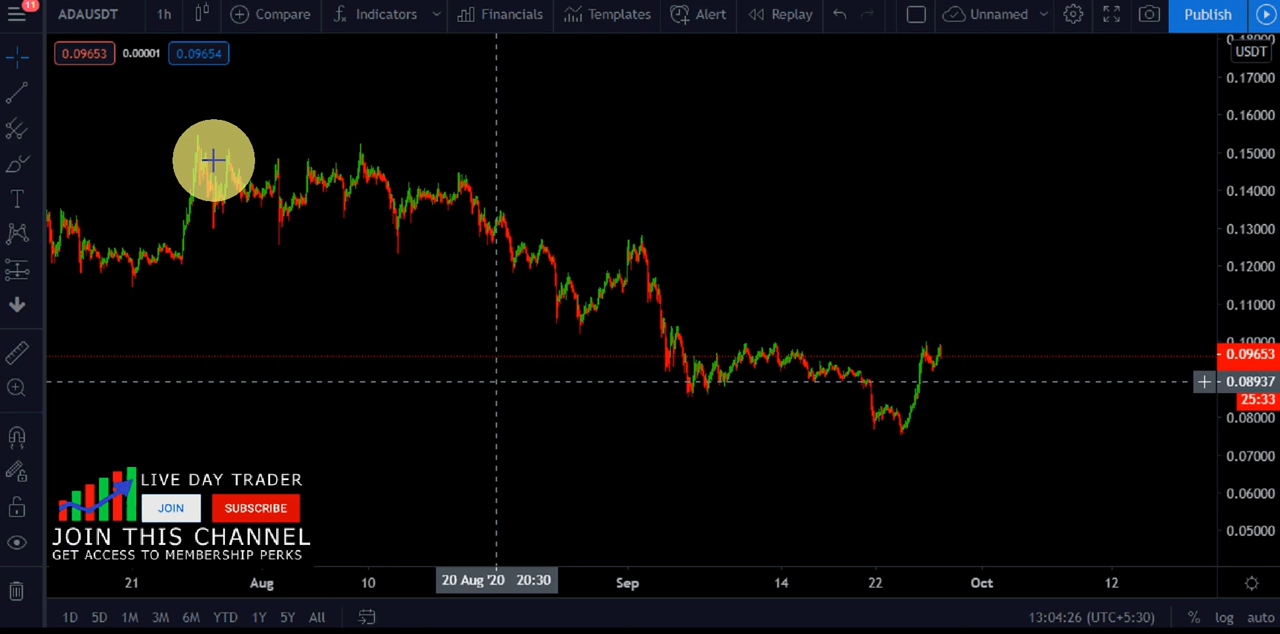 11
ADAUSDT 1h Compare Indicators Financials Templates Alert Replay Unnamed Publish
0.09653 0.00001 0.09654
USDT
0.17000
0.16000
0.15000
0.14000
0.13000
0.12000
0.11000
0.09653
0.08937
25:33
0.08000
0.07000
0.06000
0.05000
LIVE DAY TRADER
JOIN SUBSCRIBE
JOIN THIS CHANNEL
GET ACCESS TO MEMBERSHIP PERKS
21 Aug 10 20 Aug '20 20:30 Sep 14 22 Oct 12
1D 5D 1M 3M 6M YTD 1Y 5Y All 13:04:26 (UTC+5:30) % log auto